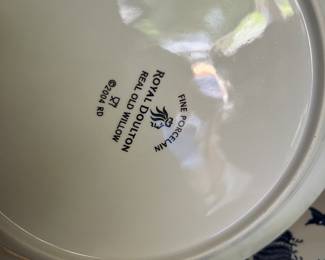 FINE PORCELAIN
ROYAL DOULTON
REAL OLD WILLOW
©2004 RD